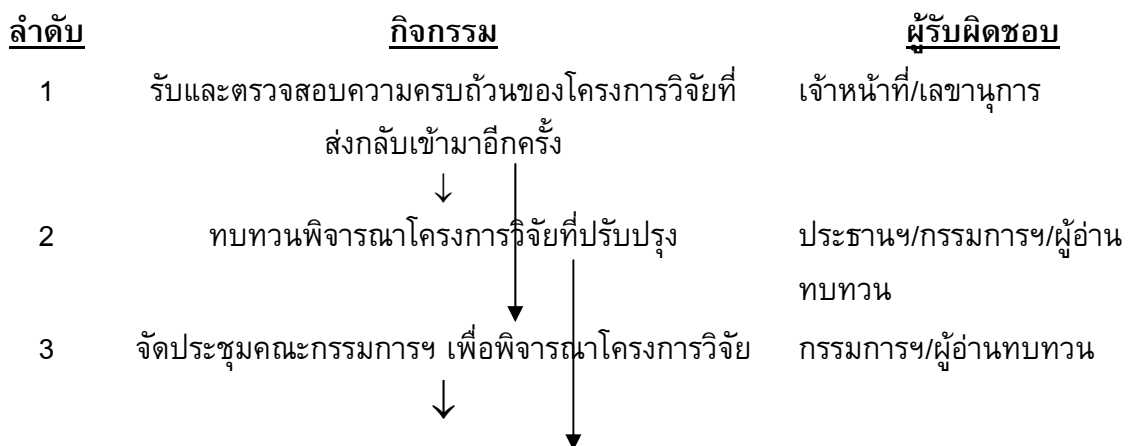 ลำดับ กิจกรรม ผู้รับผิดชอบ
1 รับและตรวจสอบความครบถ้วนของโครงการวิจัยที่ เจ้าหน้าที่/เลขานุการ
ส่งกลับเข้ามาอีกครั้ง
↓
2 ทบทวนพิจารณาโครงการวิจัยที่ปรับปรุง ประธานฯ/กรรมการฯ/ผู้อ่าน
ทบทวน
3 จัดประชุมคณะกรรมการฯ เพื่อพิจารณาโครงการวิจัย กรรมการฯ/ผู้อ่านทบทวน
↓